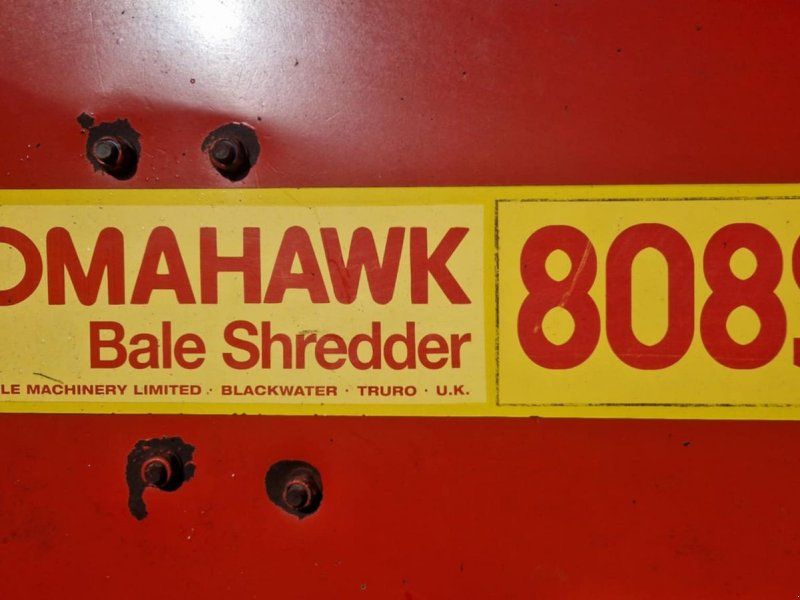 OMAHAWK
Bale Shredder
LE MACHINERY LIMITED · BLACKWATER · TRURO · U.K.
808